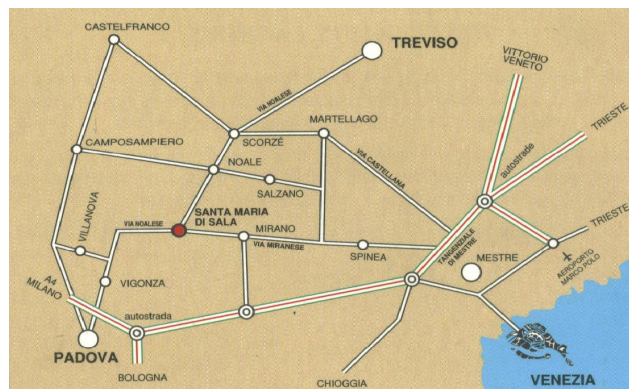 CASTELFRANCO
TREVISO
VITTORIO
VENETO
TRIESTE
VIA NOALESE
MARTELLAGO
autostrade
CAMPOSAMPIERO
SCORZÉ
NOALE
VIA CASTELLANA
SALZANO
VILLANOVA
VIA NOALESE
SANTA MARIA
DI SALA
MIRANO
VIA MIRANESE
SPINEA
TANGENZIALE
DI MESTRE
MESTRE
TRIESTE
AEROPORTO
MARCO POLO
VIGONZA
A4
MILANO
autostrada
PADOVA
BOLOGNA
CHIOGGIA
VENEZIA